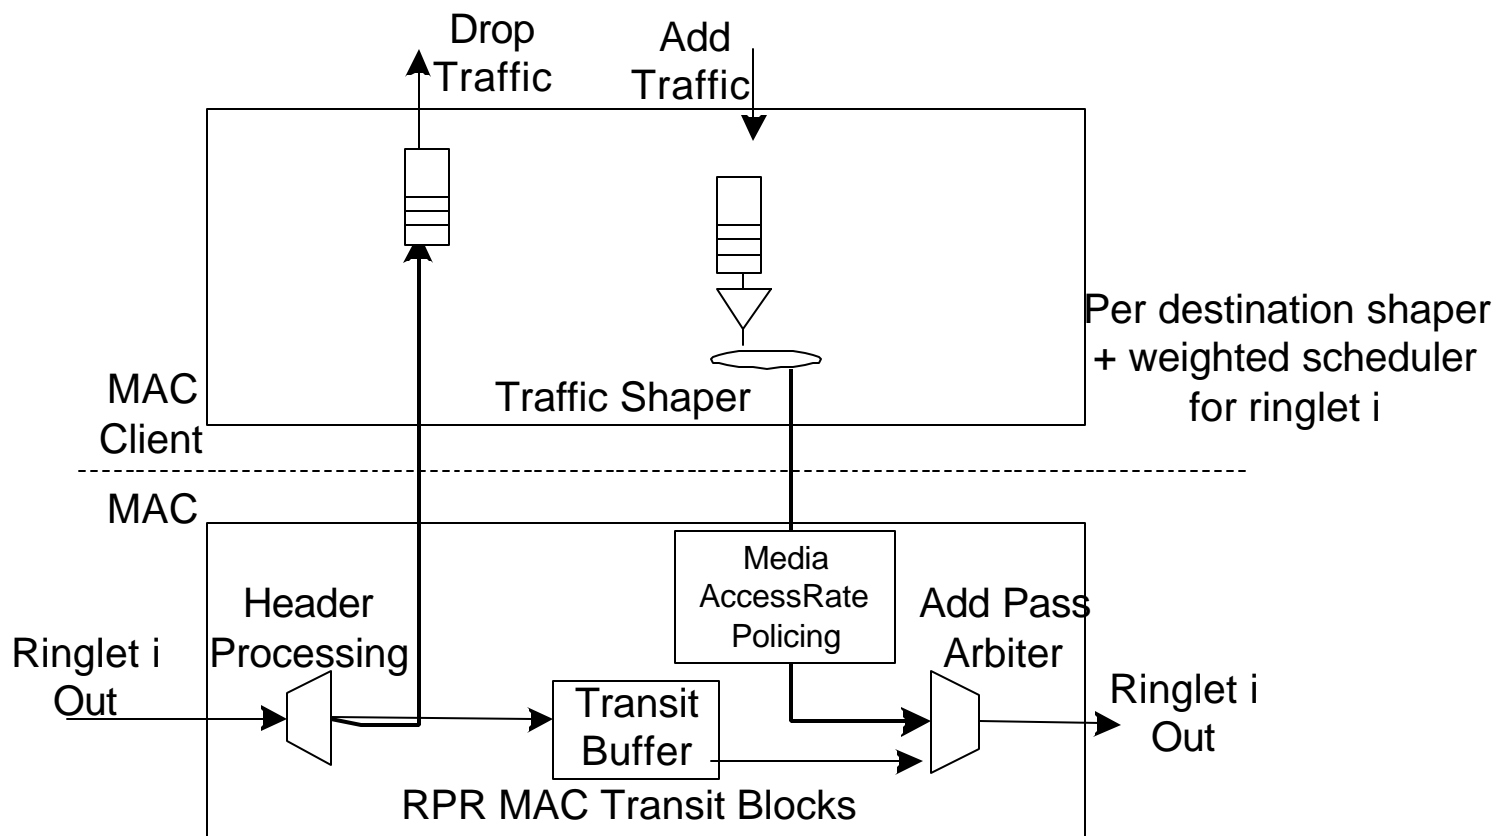 Drop
Traffic
Add
Traffic
Per destination shaper
+ weighted scheduler
for ringlet i
Traffic Shaper
MAC
Client
MAC
Media
AccessRate
Policing
Header
Processing
Add Pass
Arbiter
Ringlet i
Out
Transit
Buffer
Ringlet i
Out
RPR MAC Transit Blocks